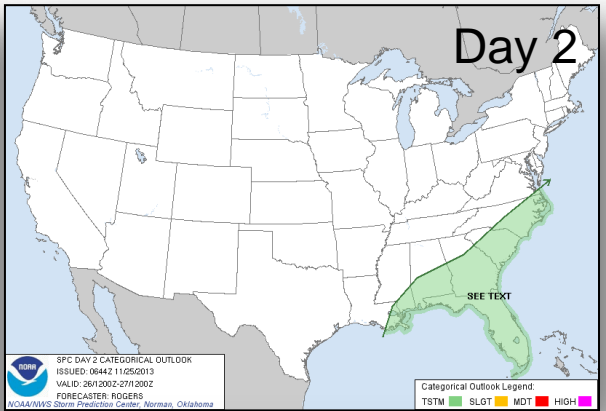 Day 2
SEE TEXT
NOAA
SPC DAY 2 CATEGORICAL OUTLOOK
ISSUED: 0644Z 11/25/2013
VALID: 26/1200Z-27/1200Z
FORECASTER: ROGERS
NOAA/NWS Storm Prediction Center, Norman, Oklahoma
Categorical Outlook Legend:
TSTM SLGT MDT HIGH